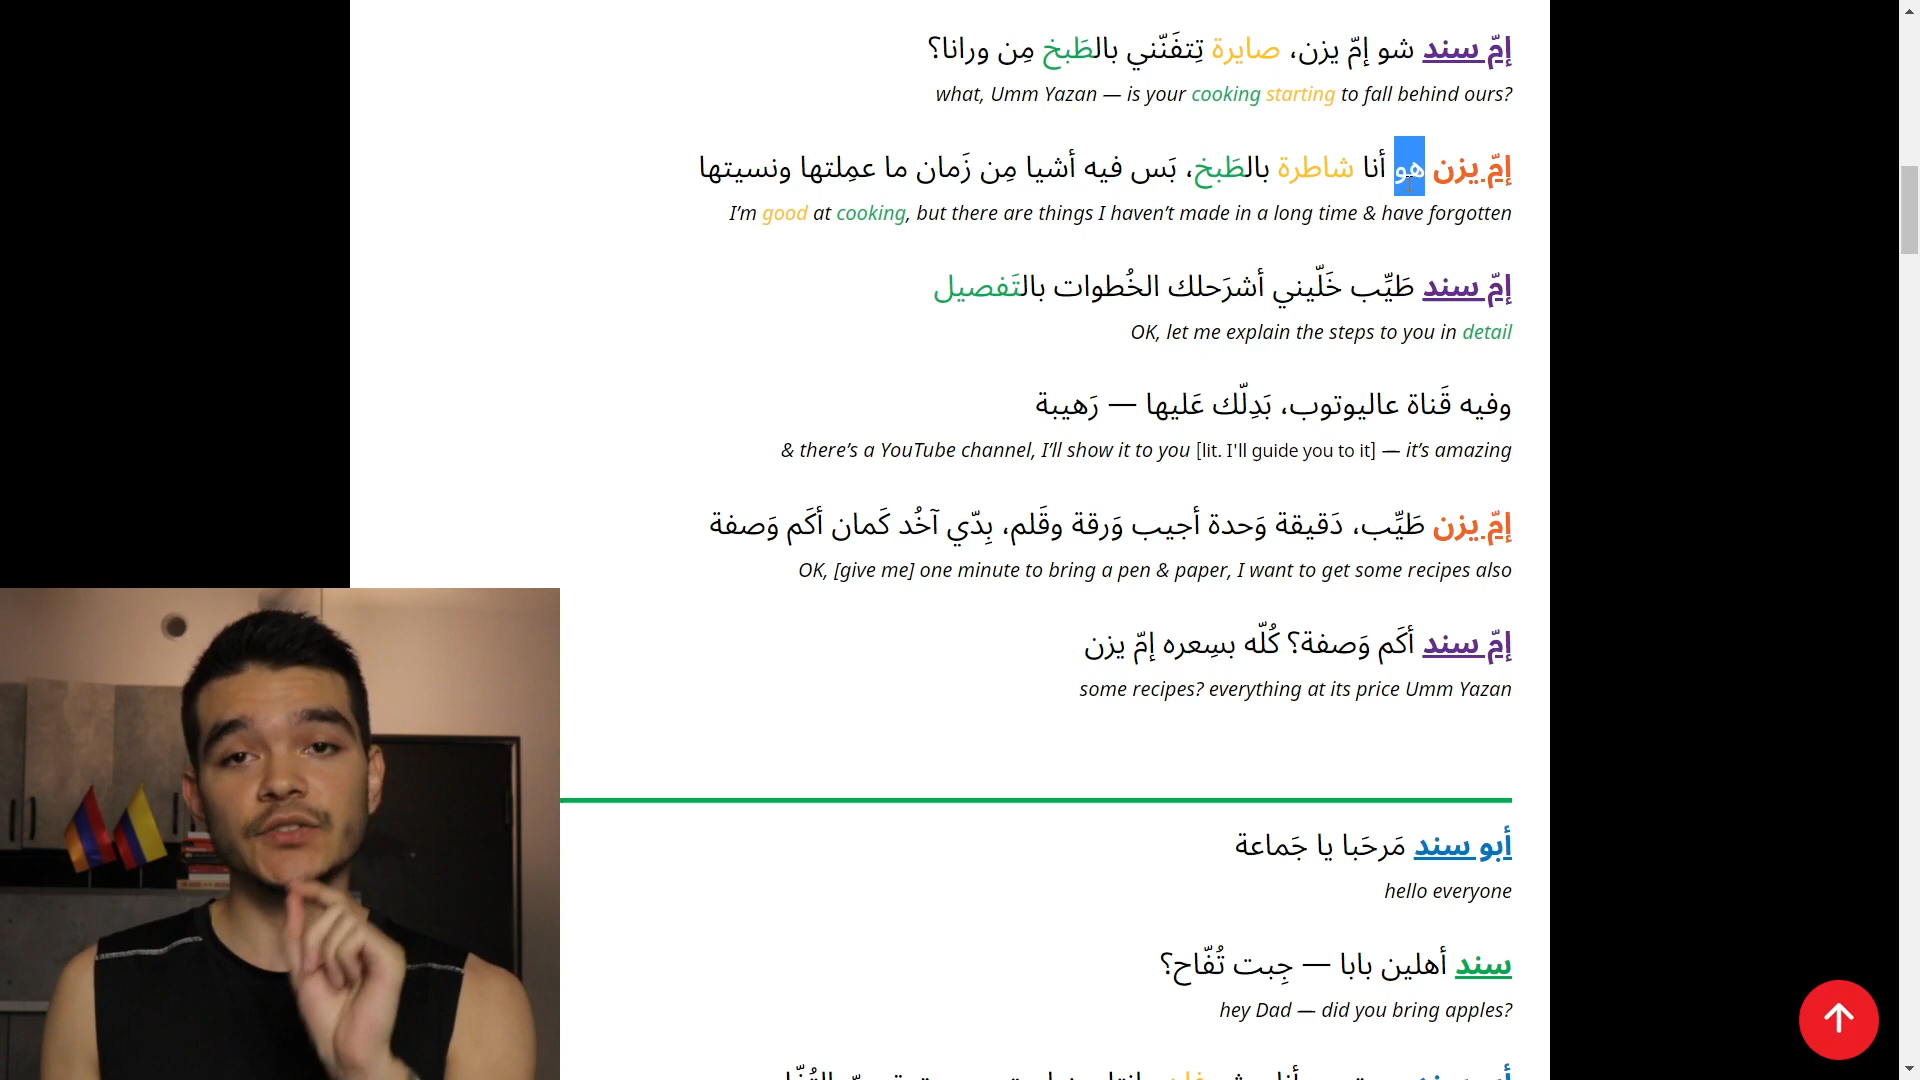 إمّ سند شو إمّ يزن، صايرة تِتفَنّني بالطَبخ مِن ورانا؟
what, Umm Yazan — is your cooking starting to fall behind ours?
إمّ يزن هو أنا شاطرة بالطَبخ، بَس فيه أشيا مِن زَمان ما عمِلتها ونسيتها
I'm good at cooking, but there are things I haven't made in a long time & have forgotten
إمّ سند طَيِّب خَلّيني أشرَحلك الخُطوات بالتَفصيل
OK, let me explain the steps to you in detail
وفيه قَناة عاليوتوب، بَدِلّك عَليها — رَهيبة
& there's a YouTube channel, I'll show it to you [lit. I'll guide you to it] — it's amazing
إمّ يزن طَيِّب، دَقيقة وَحدة أجيب وَرقة وقَلم، بِدّي آخُد كَمان أكَم وَصفة
OK, [give me] one minute to bring a pen & paper, I want to get some recipes also
إمّ سند أكَم وَصفة؟ كُلّه بسِعره إمّ يزن
some recipes? everything at its price Umm Yazan
أبو سند مَرحَبا يا جَماعة
hello everyone
سند أهلين بابا — جِبت تُفّاح؟
hey Dad — did you bring apples?